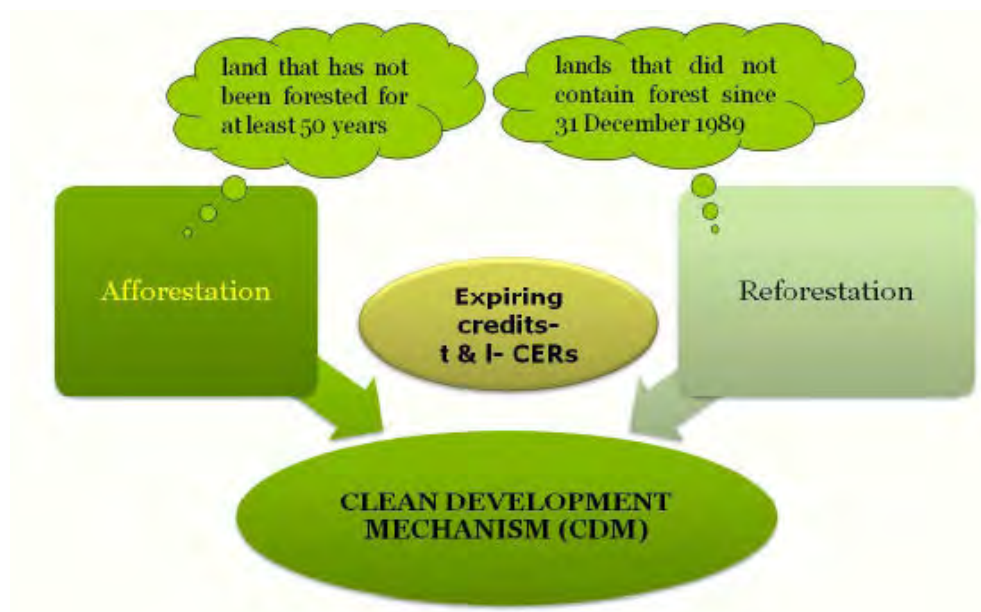 land that has not
been forested for
at least 50 years
lands that did not
contain forest since
31 December 1989
Afforestation
Expiring
credits-
t & l- CERs
Reforestation
CLEAN DEVELOPMENT
MECHANISM (CDM)